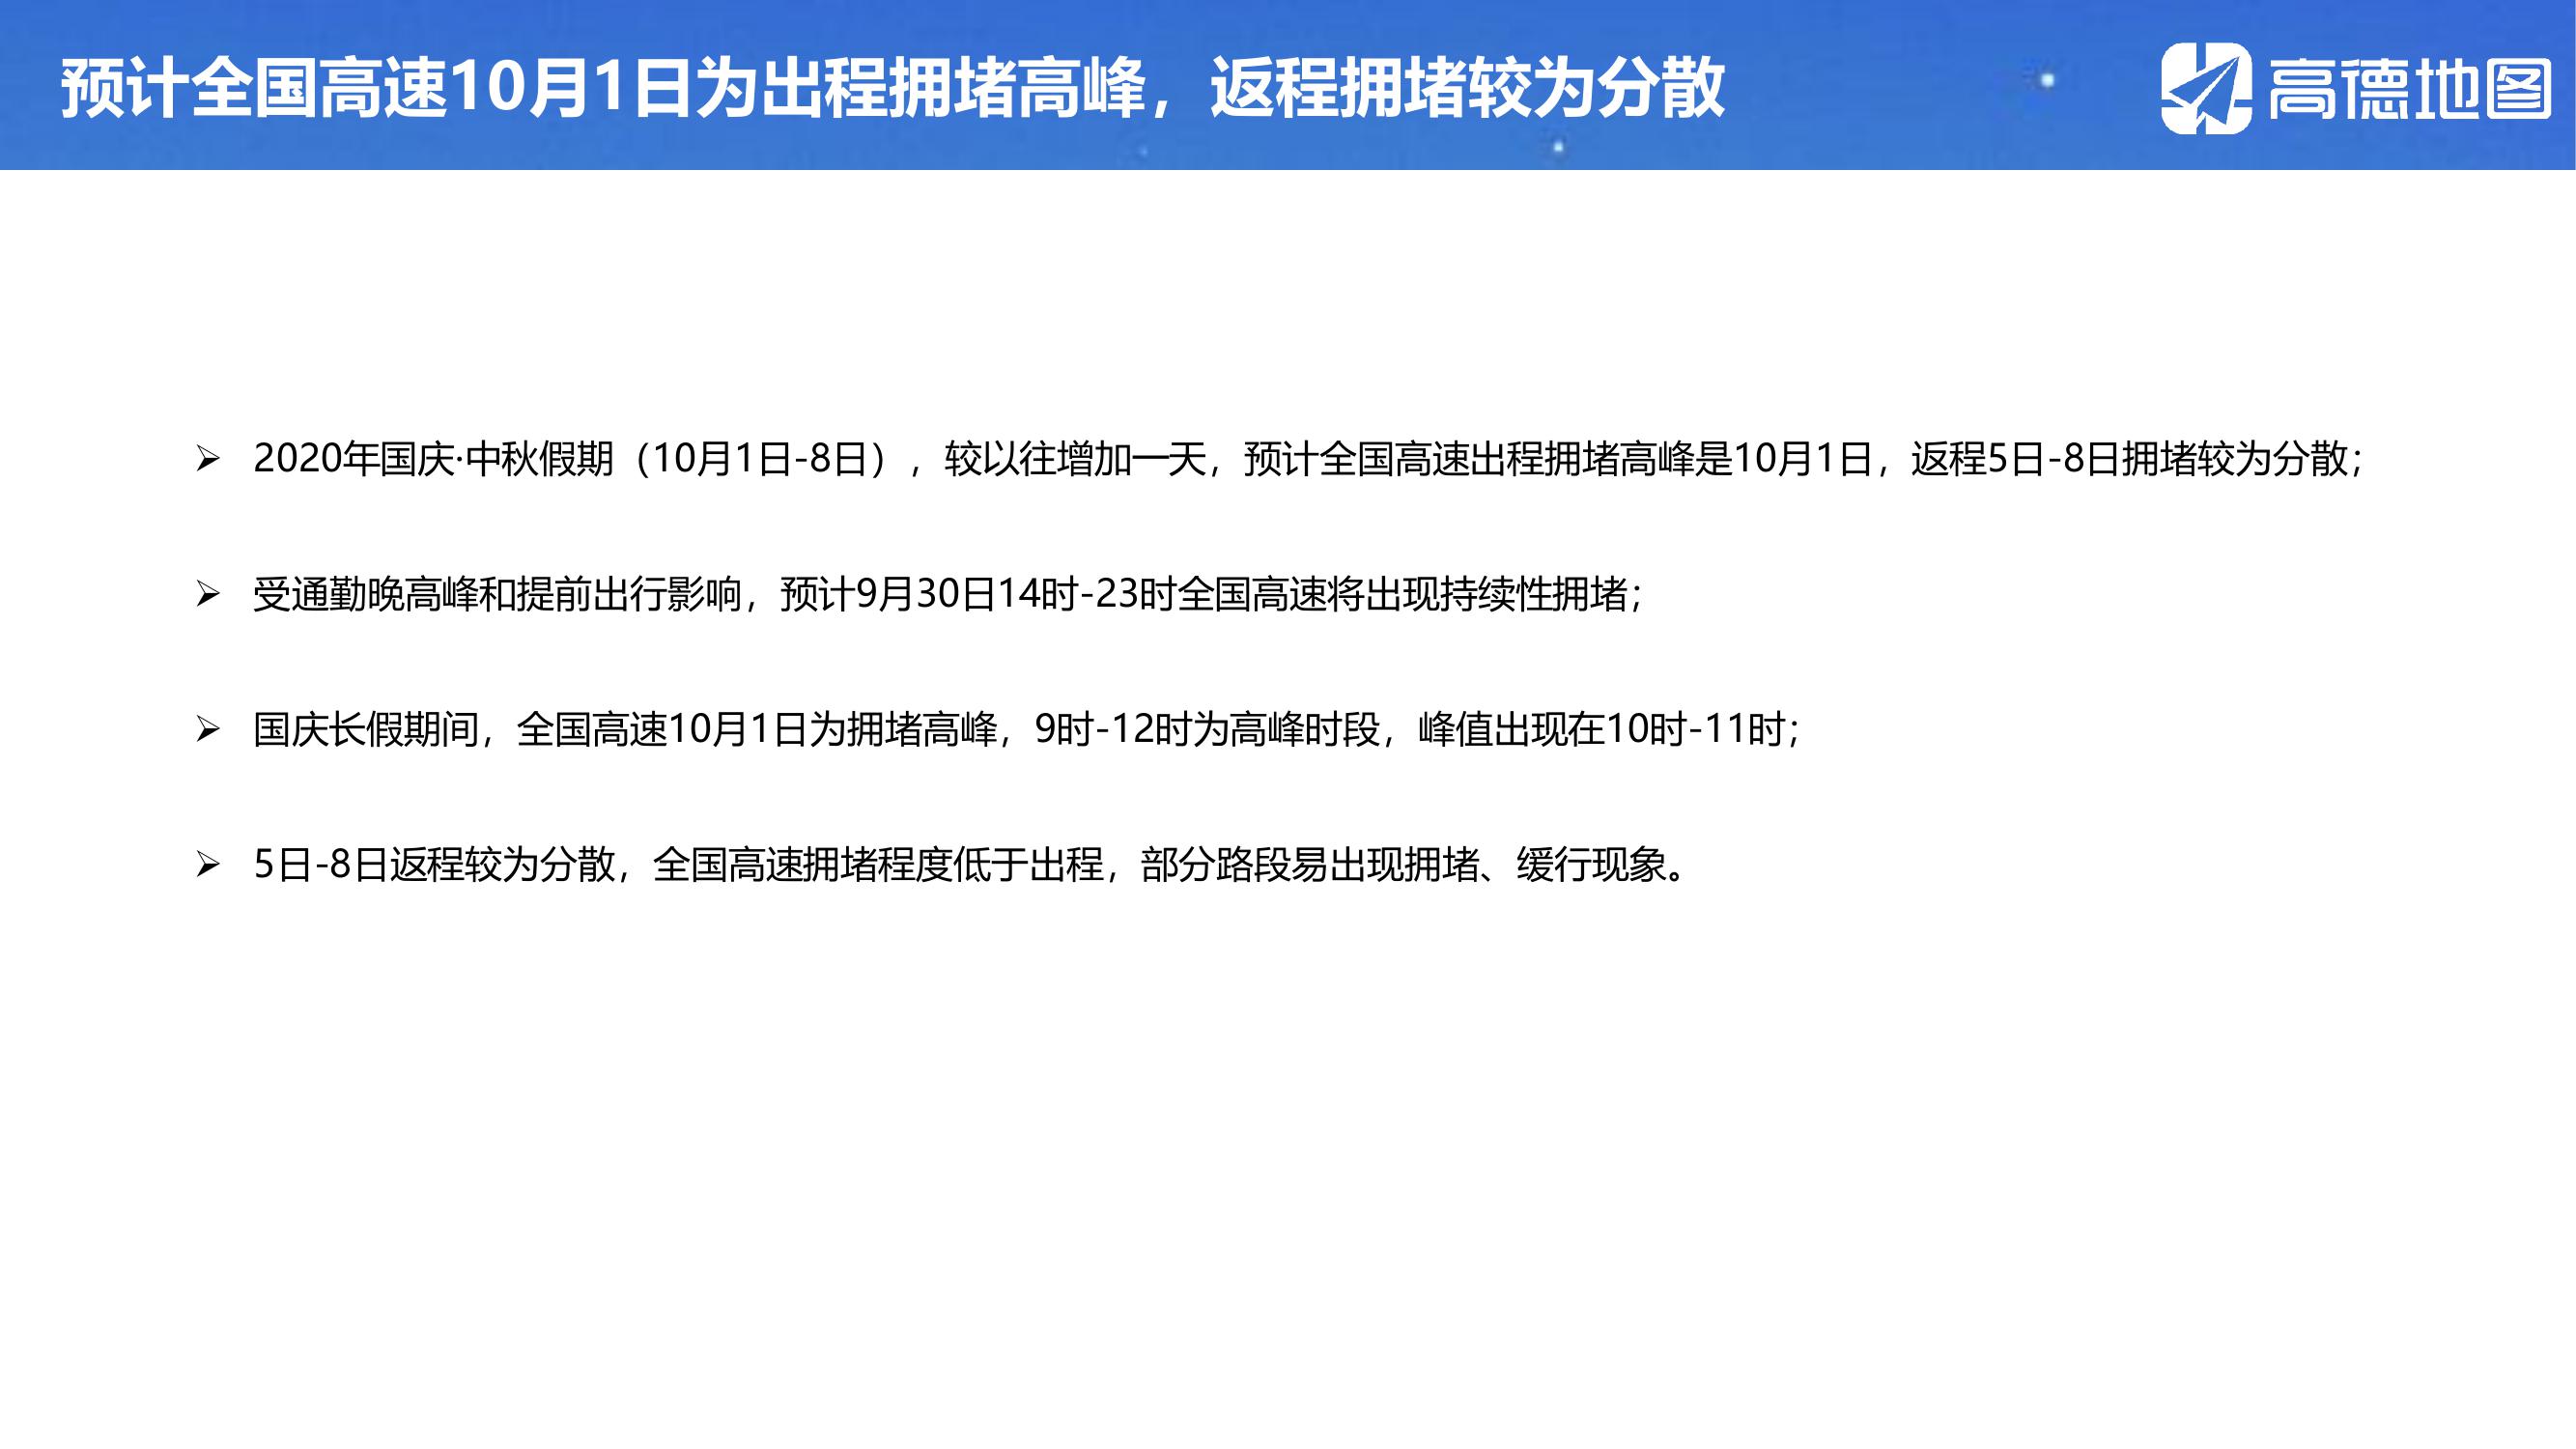 预计全国高速10月1日为出程拥堵高峰，返程拥堵较为分散
高德地图
➢ 2020年国庆·中秋假期（10月1日-8日），较以往增加一天，预计全国高速出程拥堵高峰是10月1日，返程5日-8日拥堵较为分散；
➢ 受通勤晚高峰和提前出行影响，预计9月30日14时-23时全国高速将出现持续性拥堵；
➢ 国庆长假期间，全国高速10月1日为拥堵高峰，9时-12时为高峰时段，峰值出现在10时-11时；
➢ 5日-8日返程较为分散，全国高速拥堵程度低于出程，部分路段易出现拥堵、缓行现象。